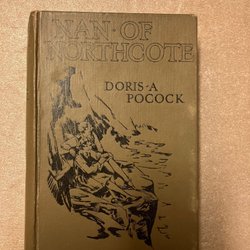 NAN·OF
NORTHCOTE
DORIS·A
POCOCK